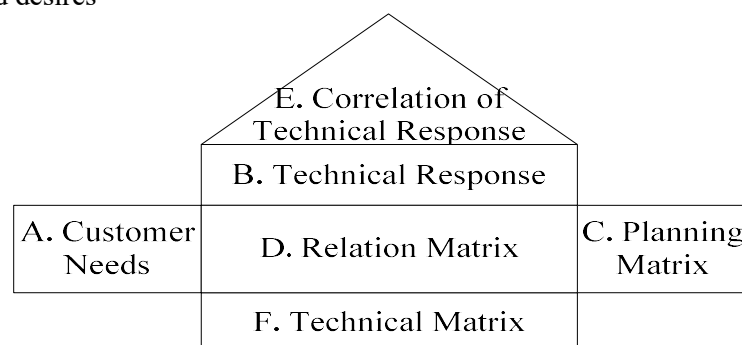 desires
E. Correlation of
Technical Response
B. Technical Response
A. Customer
Needs
D. Relation Matrix
C. Planning
Matrix
F. Technical Matrix